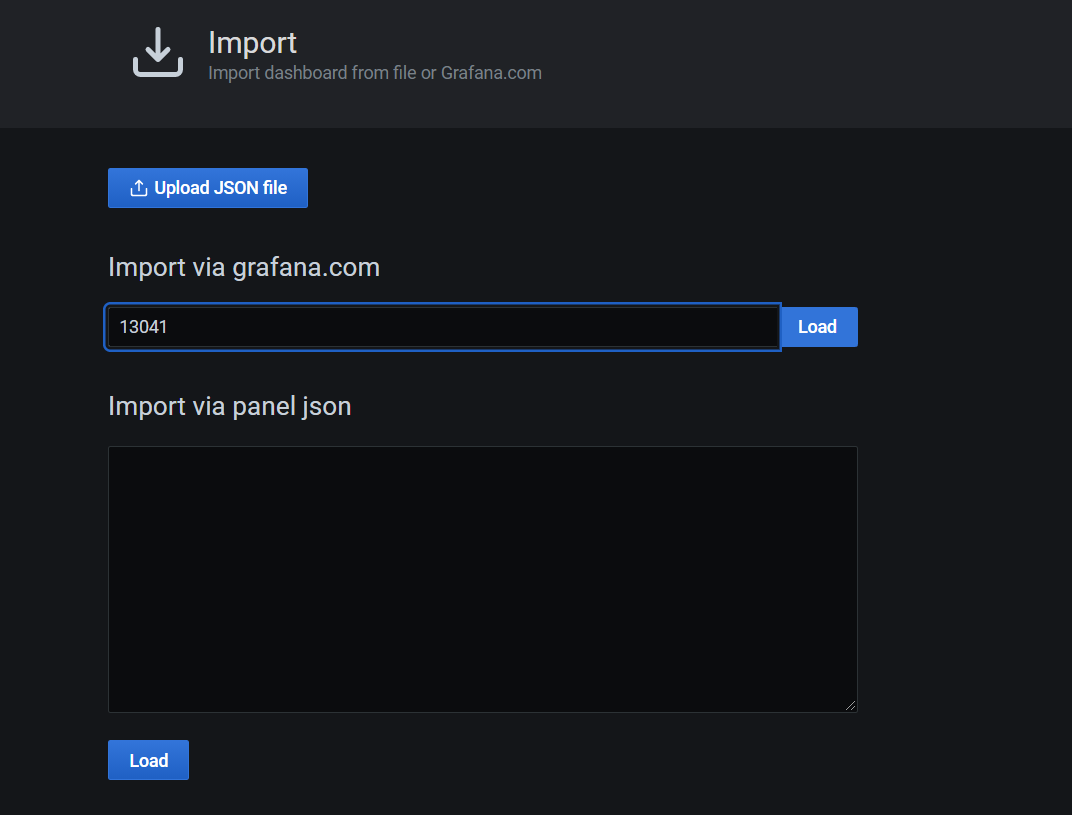 Import
Import dashboard from file or Grafana.com
Upload JSON file
Import via grafana.com
13041
Load
Import via panel json
Load